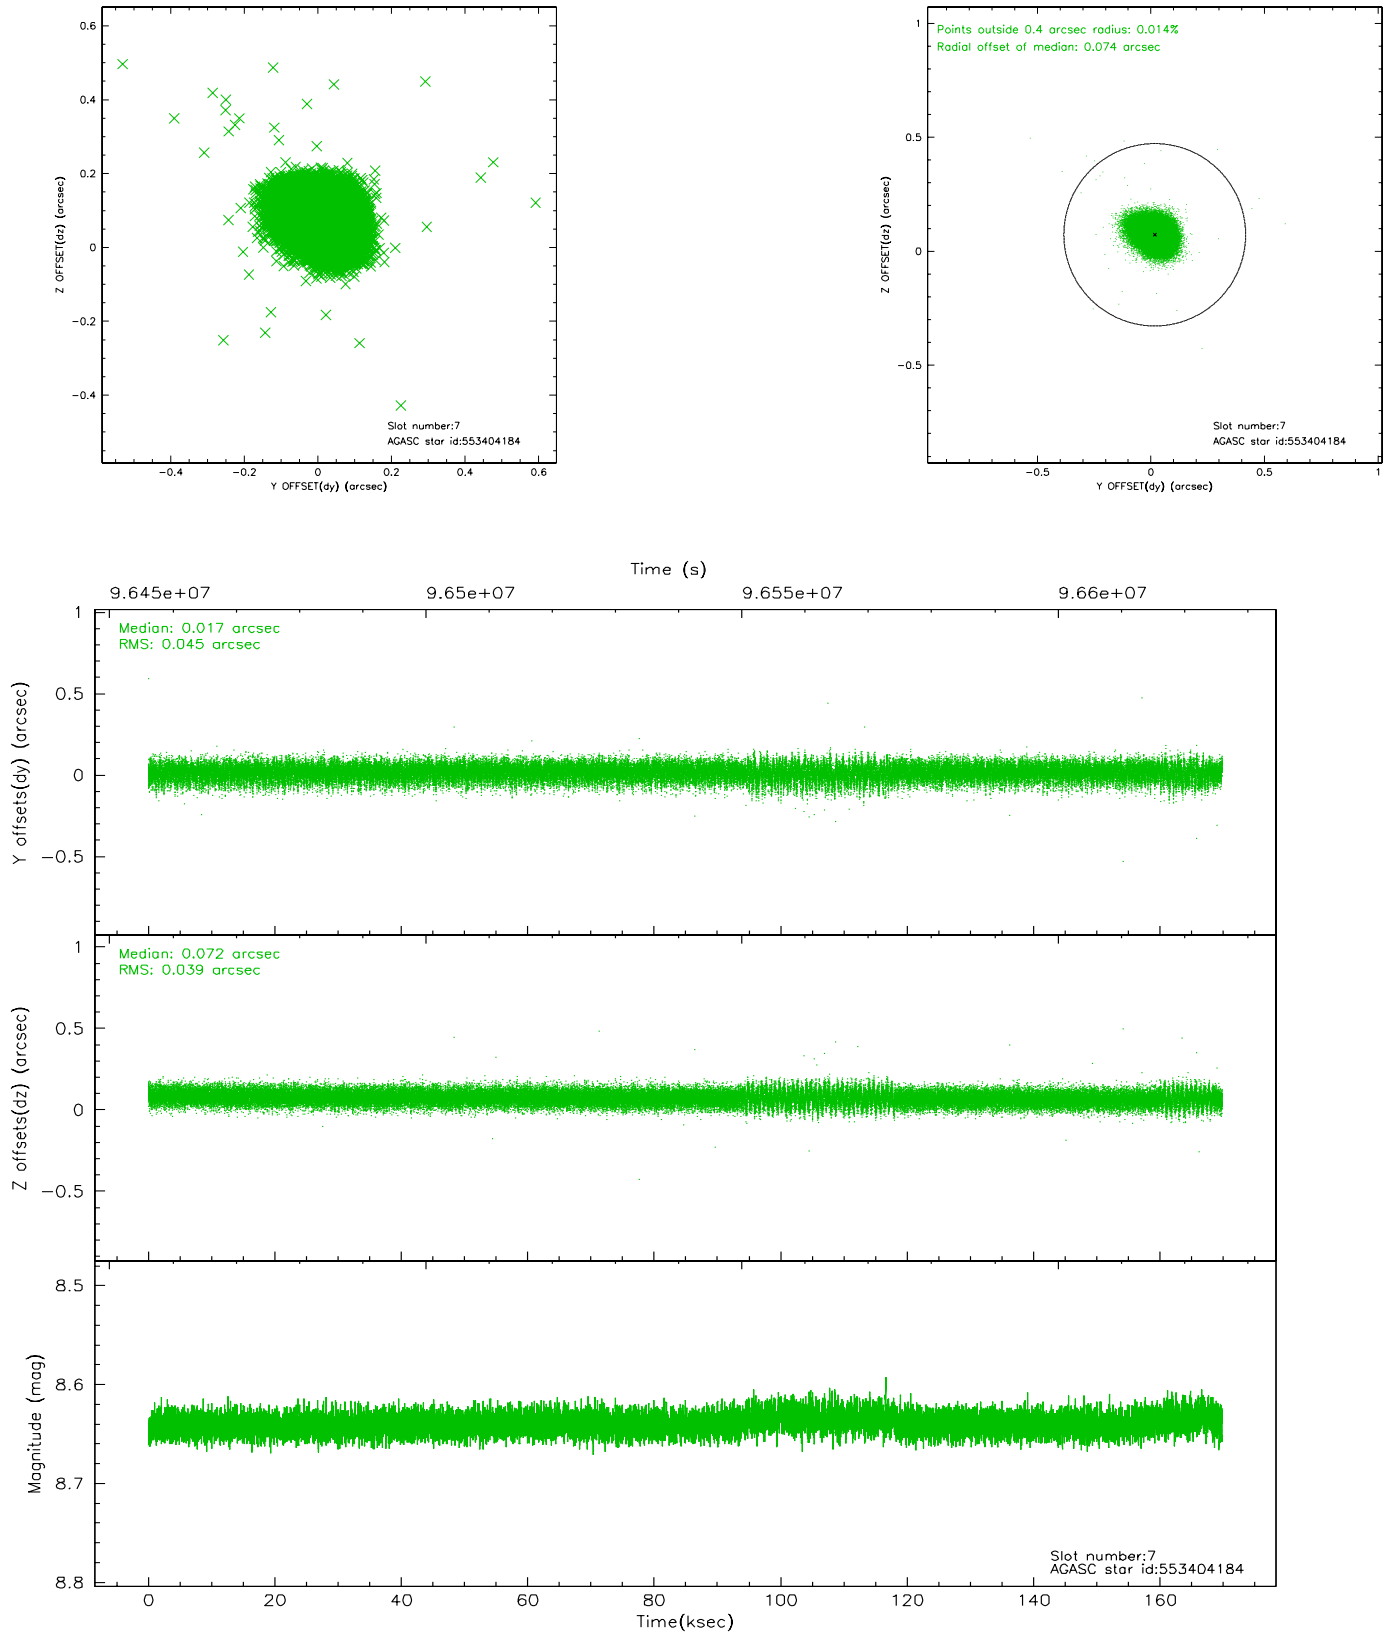 0.6
0.4
0.2
0
−0.2
−0.4
Z OFFSET(dz) (arcsec)
−0.4 −0.2 0 0.2 0.4 0.6
Y OFFSET(dy) (arcsec)
Slot number:7
AGASC star id:553404184
Points outside 0.4 arcsec radius: 0.014%
Radial offset of median: 0.074 arcsec
1
0.5
0
−0.5
Z OFFSET(dz) (arcsec)
−0.5 0 0.5 1
Y OFFSET(dy) (arcsec)
Slot number:7
AGASC star id:553404184
Time (s)
9.645e+07 9.65e+07 9.655e+07 9.66e+07
Median: 0.017 arcsec
RMS: 0.045 arcsec
1
0.5
0
−0.5
Y offsets(dy) (arcsec)
Median: 0.072 arcsec
RMS: 0.039 arcsec
1
0.5
0
−0.5
Z offsets(dz) (arcsec)
8.5
8.6
8.7
8.8
Magnitude (mag)
Slot number:7
AGASC star id:553404184
0 20 40 60 80 100 120 140 160
Time(ksec)